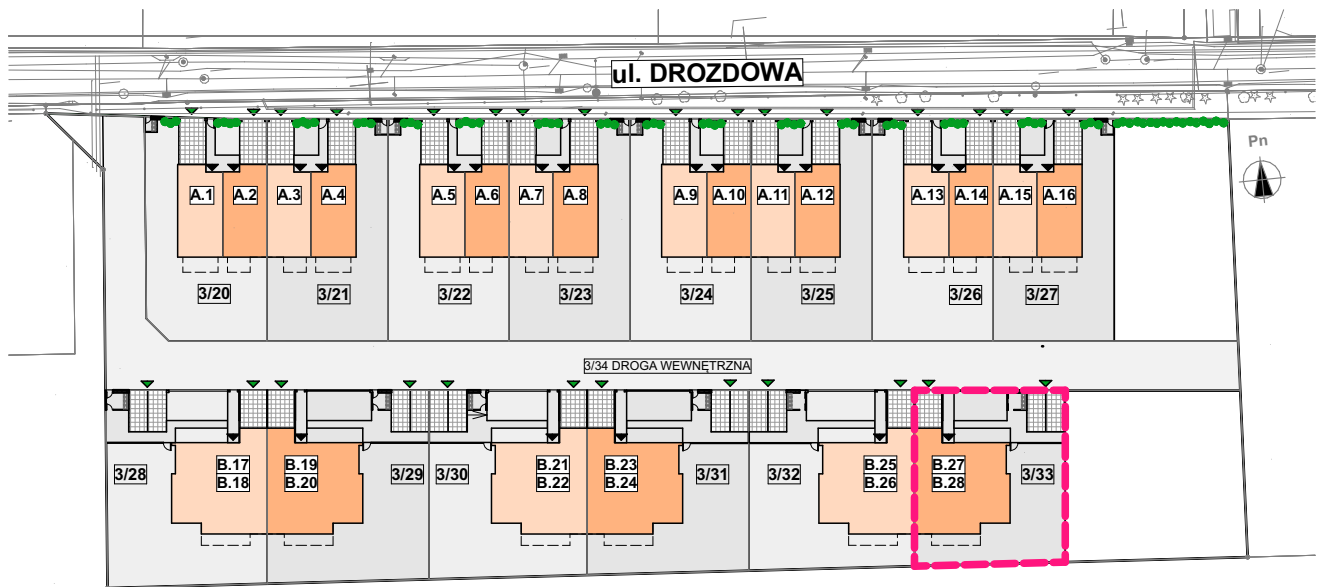 ul. DROZDOWA
Pn
A.1 A.2 A.3 A.4 A.5 A.6 A.7 A.8 A.9 A.10 A.11 A.12 A.13 A.14 A.15 A.16
3/20 3/21 3/22 3/23 3/24 3/25 3/26 3/27
3/34 DROGA WEWNĘTRZNA
3/28
B.17
B.18
B.19
B.20
3/29
3/30
B.21
B.22
B.23
B.24
3/31
3/32
B.25
B.26
B.27
B.28
3/33